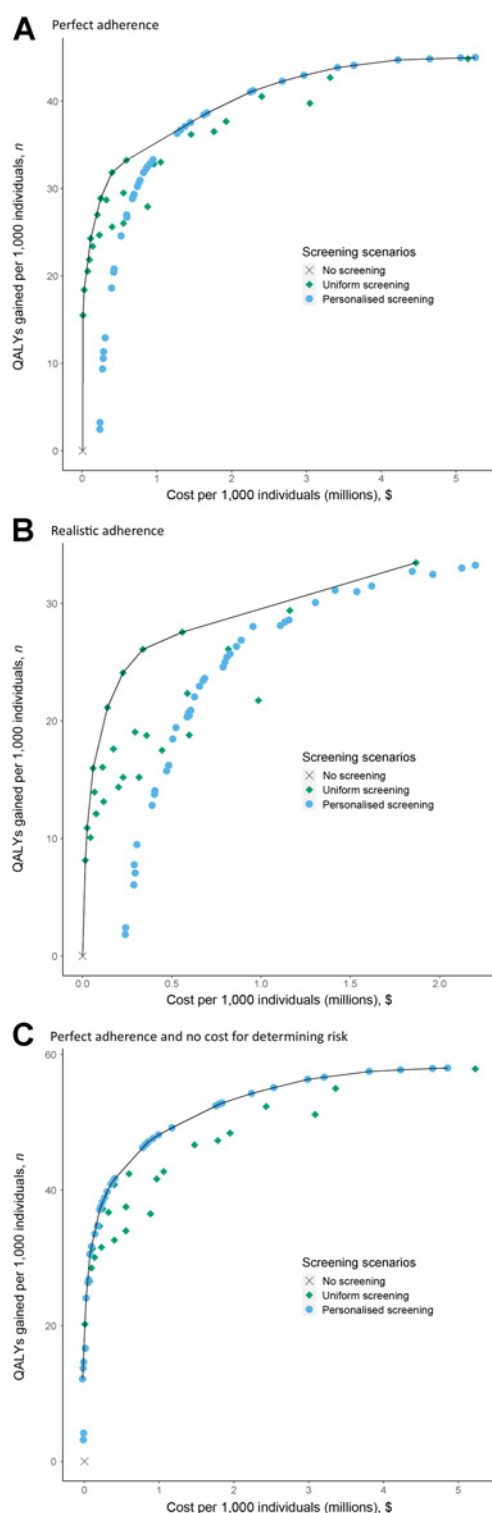 A Perfect adherence
QALYs gained per 1,000 individuals, n
40
30
20
10
0
Screening scenarios
No screening
Uniform screening
Personalised screening
0 1 2 3 4 5
Cost per 1,000 individuals (millions), $
B Realistic adherence
QALYs gained per 1,000 individuals, n
30
20
10
0
Screening scenarios
No screening
Uniform screening
Personalised screening
0.0 0.5 1.0 1.5 2.0
Cost per 1,000 individuals (millions), $
C Perfect adherence and no cost for determining risk
QALYs gained per 1,000 individuals, n
60
40
20
0
Screening scenarios
No screening
Uniform screening
Personalised screening
0 1 2 3 4 5
Cost per 1,000 individuals (millions), $